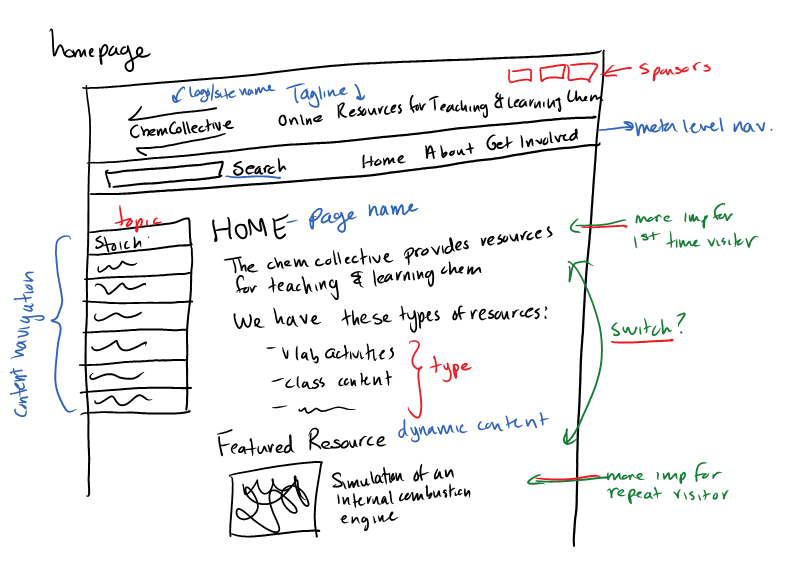 homepage
Sponsors
Logo/site name
Tagline
ChemCollective
Online Resources for Teaching & Learning Chem
meta level nav.
Search
Home About Get Involved
topic
Stoich.
Content navigation
HOME - page name
more imp for
1st time visitor
The chem collective provides resources
for teaching & learning chem
We have these types of resources:
switch?
- vlab activities
- class content
-
type
Featured Resource
dynamic content
Simulation of an
internal combustion
engine
more imp for
repeat visitor